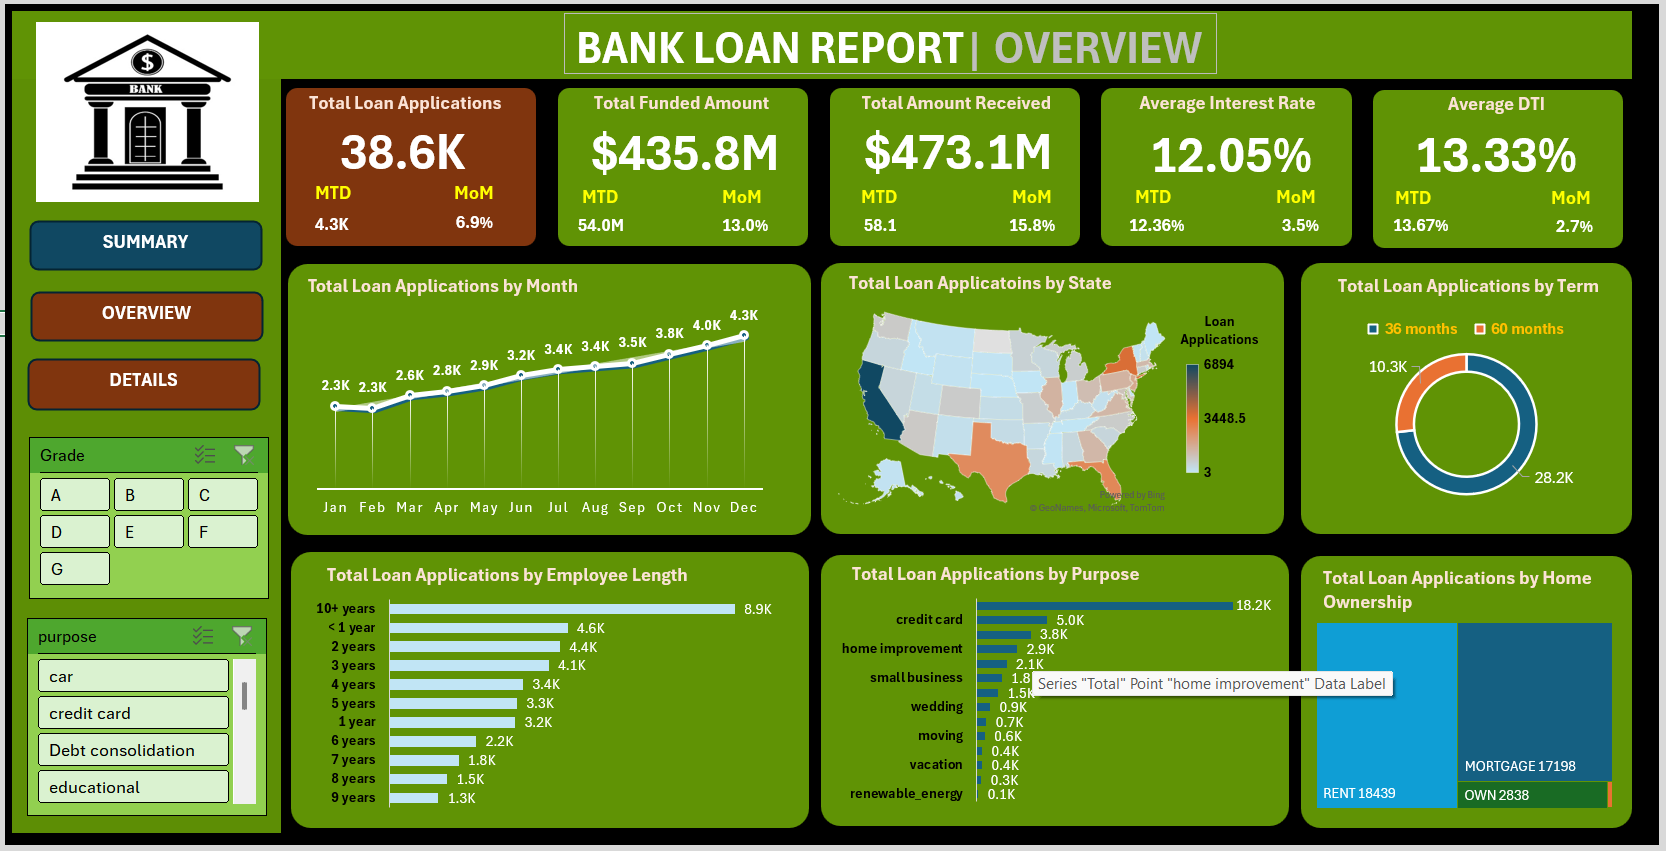 BANK LOAN REPORT| OVERVIEW
$
BANK
SUMMARY
OVERVIEW
DETAILS
Grade
A B C
D E F
G
purpose
car
credit card
Debt consolidation
educational
Total Loan Applications
38.6K
MTD MoM
4.3K 6.9%
Total Funded Amount
$435.8M
MTD MoM
54.0M 13.0%
Total Amount Received
$473.1M
MTD MoM
58.1 15.8%
Average Interest Rate
12.05%
MTD MoM
12.36% 3.5%
Average DTI
13.33%
MTD MoM
13.67% 2.7%
Total Loan Applications by Month
2.3K 2.3K 2.6K 2.8K 2.9K 3.2K 3.4K 3.4K 3.5K 3.8K 4.0K 4.3K
Jan Feb Mar Apr May Jun Jul Aug Sep Oct Nov Dec
Total Loan Applicatoins by State
Loan
Applications
6894
3448.5
3
Powered by Bing
© GeoNames, Microsoft, TomTom
Total Loan Applications by Term
36 months 60 months
10.3K
28.2K
Total Loan Applications by Employee Length
10+ years 8.9K
< 1 year 4.6K
2 years 4.4K
3 years 4.1K
4 years 3.4K
5 years 3.3K
1 year 3.2K
6 years 2.2K
7 years 1.8K
8 years 1.5K
9 years 1.3K
Total Loan Applications by Purpose
18.2K
credit card 5.0K
3.8K
home improvement 2.9K
2.1K
small business 1.8
Series "Total" Point "home improvement" Data Label
1.5K
wedding 0.9K
0.7K
moving 0.6K
0.4K
vacation 0.4K
0.3K
renewable_energy 0.1K
Total Loan Applications by Home
Ownership
RENT 18439
MORTGAGE 17198
OWN 2838